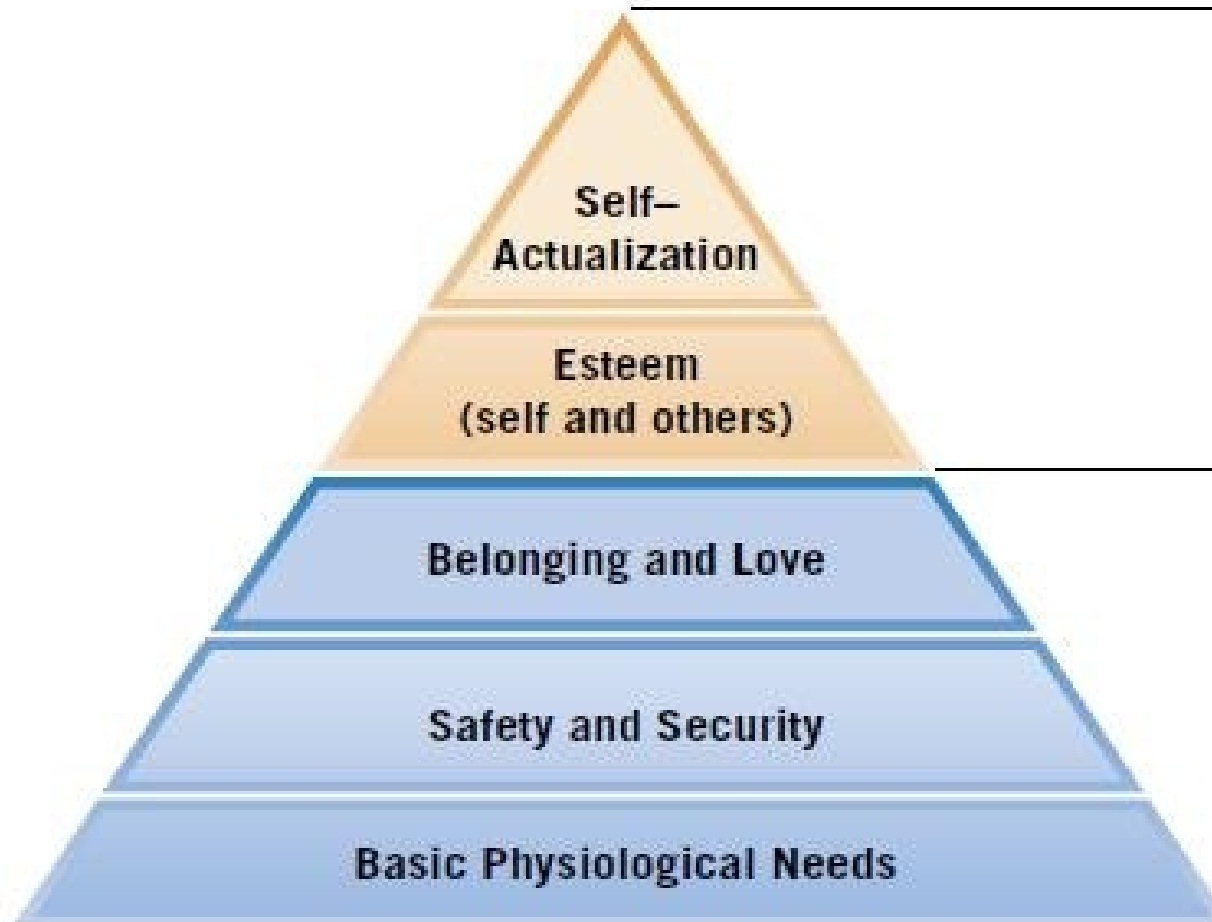 Self–
Actualization
Esteem
(self and others)
Belonging and Love
Safety and Security
Basic Physiological Needs